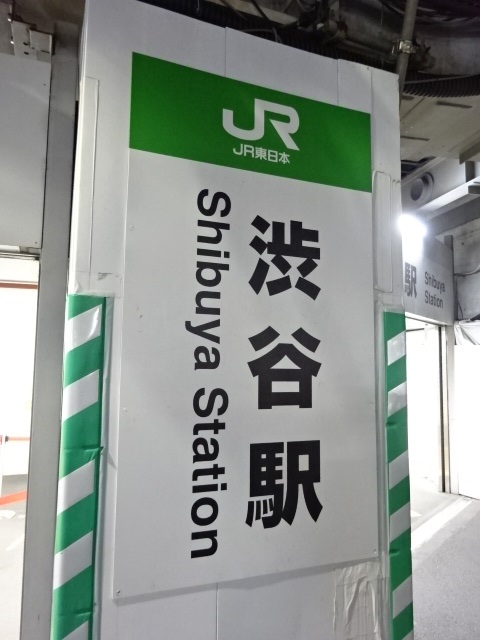 JR
JR東日本
渋谷駅
Shibuya Station
駅
Shibuya
Station